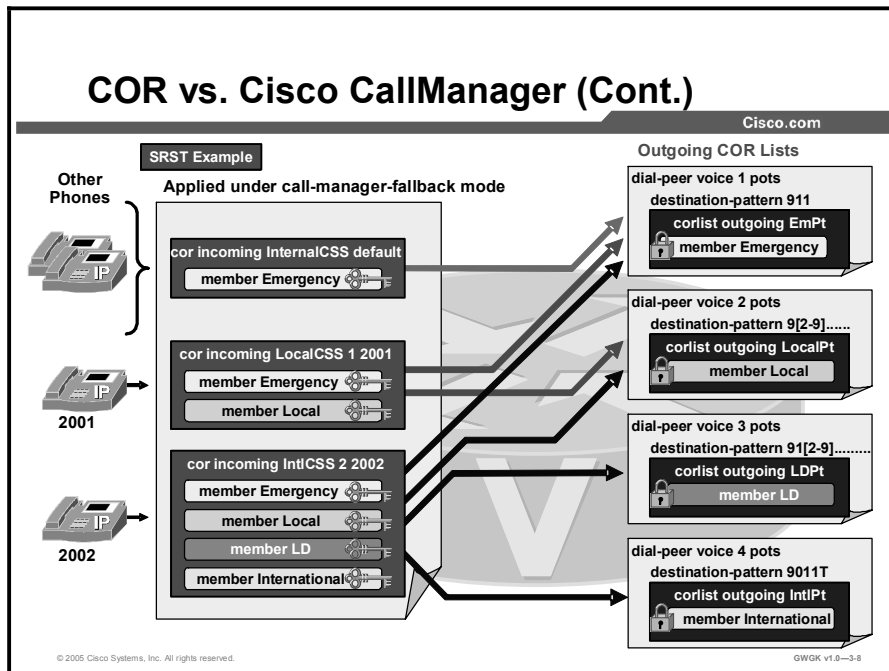 COR vs. Cisco CallManager (Cont.)
Cisco.com
SRST Example
Outgoing COR Lists
Other
Phones
Applied under call-manager-fallback mode
IP
cor incoming InternalCSS default
member Emergency
IP
2001
cor incoming LocalCSS 1 2001
member Emergency
member Local
IP
2002
cor incoming IntlCSS 2 2002
member Emergency
member Local
member LD
member International
V
dial-peer voice 1 pots
destination-pattern 911
corlist outgoing EmPt
member Emergency
dial-peer voice 2 pots
destination-pattern 9[2-9]......
corlist outgoing LocalPt
member Local
dial-peer voice 3 pots
destination-pattern 91[2-9].........
corlist outgoing LDPt
member LD
dial-peer voice 4 pots
destination-pattern 9011T
corlist outgoing IntlPt
member International
© 2005 Cisco Systems, Inc. All rights reserved.
GWGK v1.0—3-8